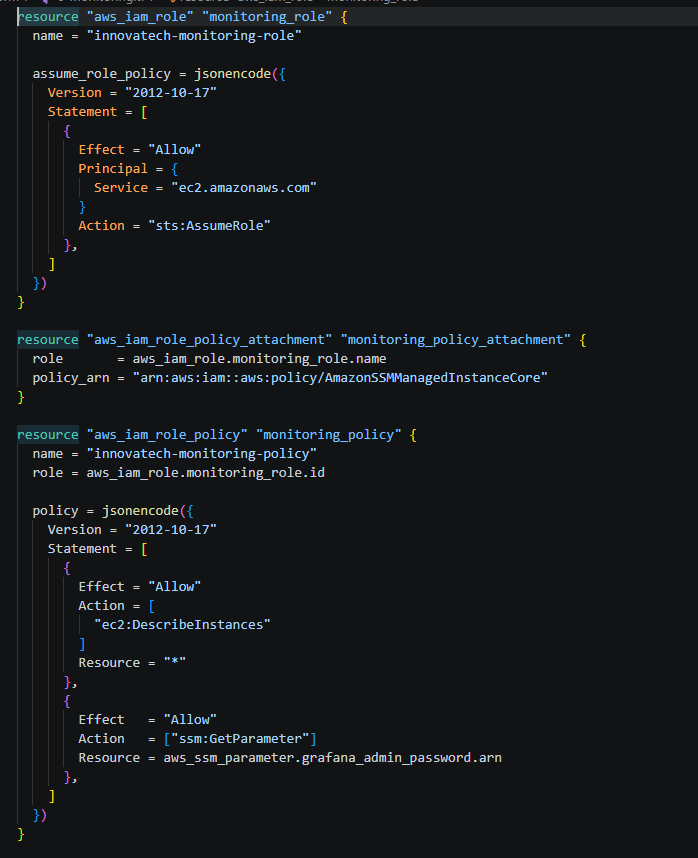 resource "aws_iam_role" "monitoring_role" {
  name = "innovatech-monitoring-role"

  assume_role_policy = jsonencode({
    Version = "2012-10-17"
    Statement = [
      {
        Effect = "Allow"
        Principal = {
          Service = "ec2.amazonaws.com"
        }
        Action = "sts:AssumeRole"
      },
    ]
  })
}

resource "aws_iam_role_policy_attachment" "monitoring_policy_attachment" {
  role       = aws_iam_role.monitoring_role.name
  policy_arn = "arn:aws:iam::aws:policy/AmazonSSMManagedInstanceCore"
}

resource "aws_iam_role_policy" "monitoring_policy" {
  name = "innovatech-monitoring-policy"
  role = aws_iam_role.monitoring_role.id

  policy = jsonencode({
    Version = "2012-10-17"
    Statement = [
      {
        Effect = "Allow"
        Action = [
          "ec2:DescribeInstances"
        ]
        Resource = "*"
      },
      {
        Effect   = "Allow"
        Action   = ["ssm:GetParameter"]
        Resource = aws_ssm_parameter.grafana_admin_password.arn
      },
    ]
  })
}